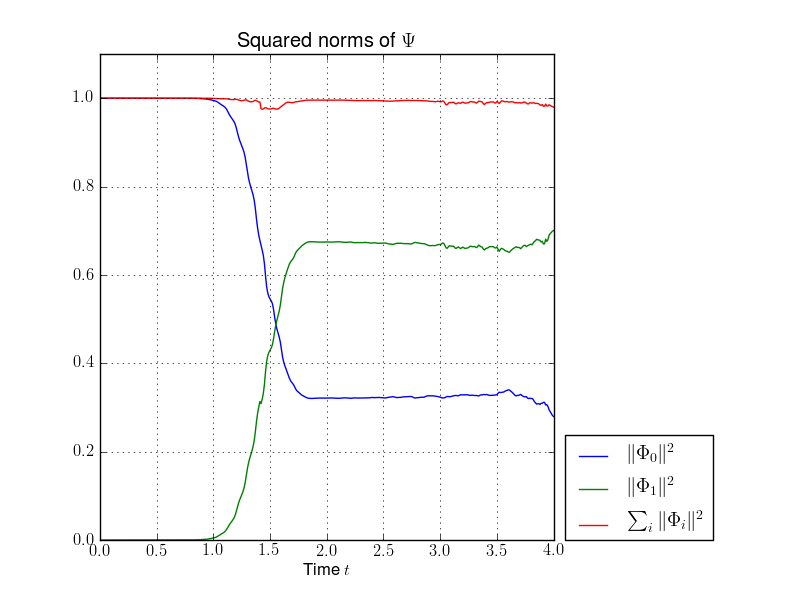 Squared norms of Ψ
1.0
0.8
0.6
0.4
0.2
0.0
0.0 0.5 1.0 1.5 2.0 2.5 3.0 3.5 4.0
Time t
‖Φ₀‖²
‖Φ₁‖²
∑ᵢ ‖Φᵢ‖²